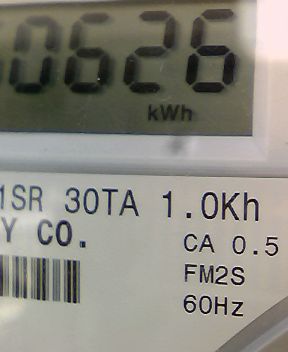 0626
kWh
1SR 30TA 1.0Kh
Y CO.
CA 0.5
FM2S
60Hz